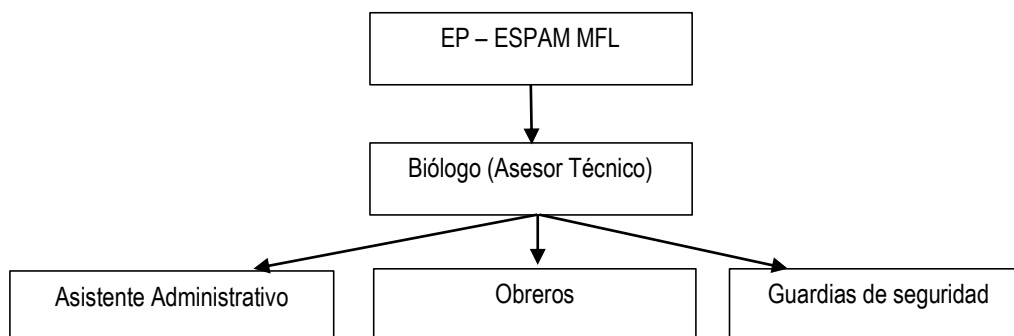 EP – ESPAM MFL
Biólogo (Asesor Técnico)
Asistente Administrativo
Obreros
Guardias de seguridad